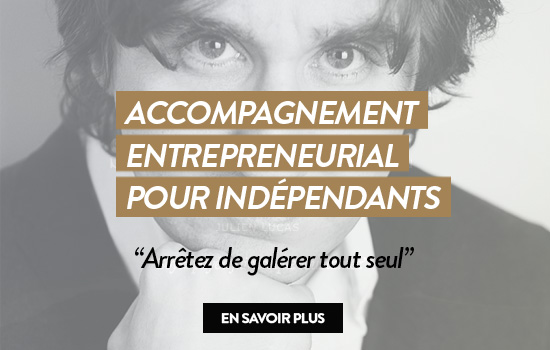 ACCOMPAGNEMENT
ENTREPRENEURIAL
POUR INDÉPENDANTS
“Arrêtez de galérer tout seul”
EN SAVOIR PLUS